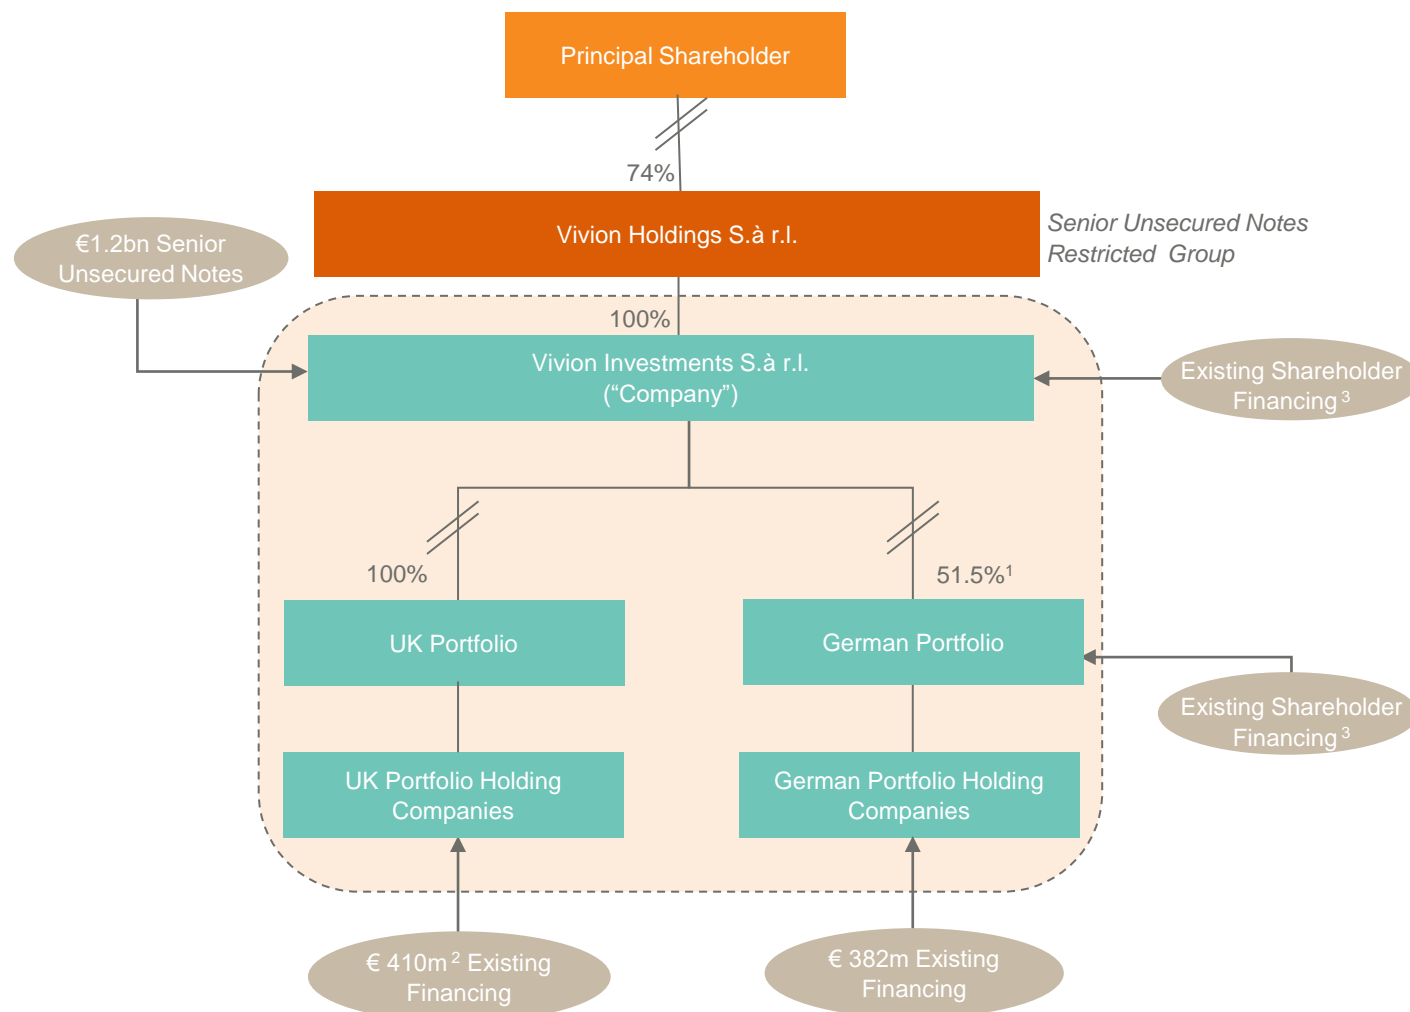 Principal Shareholder
74%
Vivion Holdings S.à r.l.
Senior Unsecured Notes
Restricted Group
€1.2bn Senior
Unsecured Notes
100%
Vivion Investments S.à r.l.
(“Company”)
Existing Shareholder
Financing 3
100%
51.5%1
UK Portfolio
German Portfolio
Existing Shareholder
Financing 3
UK Portfolio Holding
Companies
German Portfolio Holding
Companies
€ 410m 2 Existing
Financing
€ 382m Existing
Financing